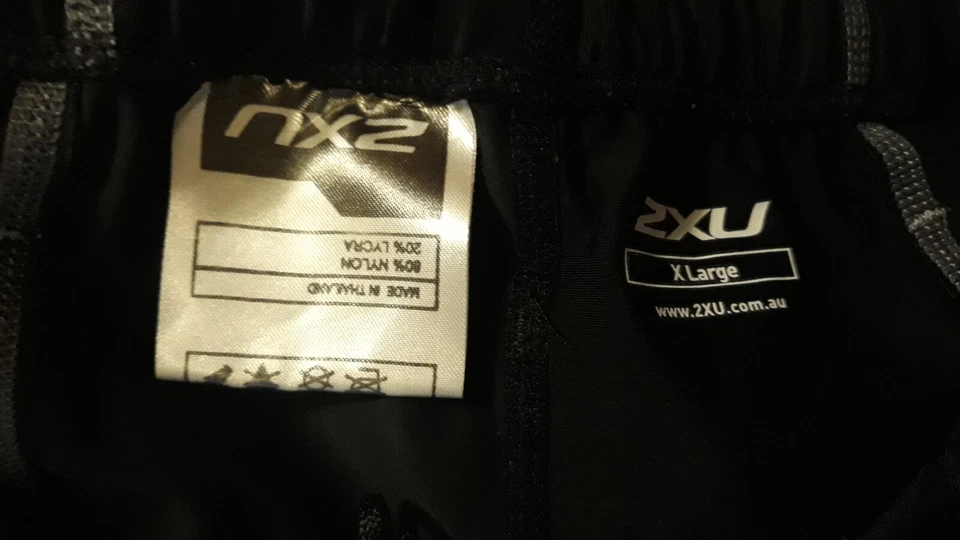 2XU
MADE IN THAILAND
80% NYLON
20% LYCRA
2XU
X Large
www.2XU.com.au